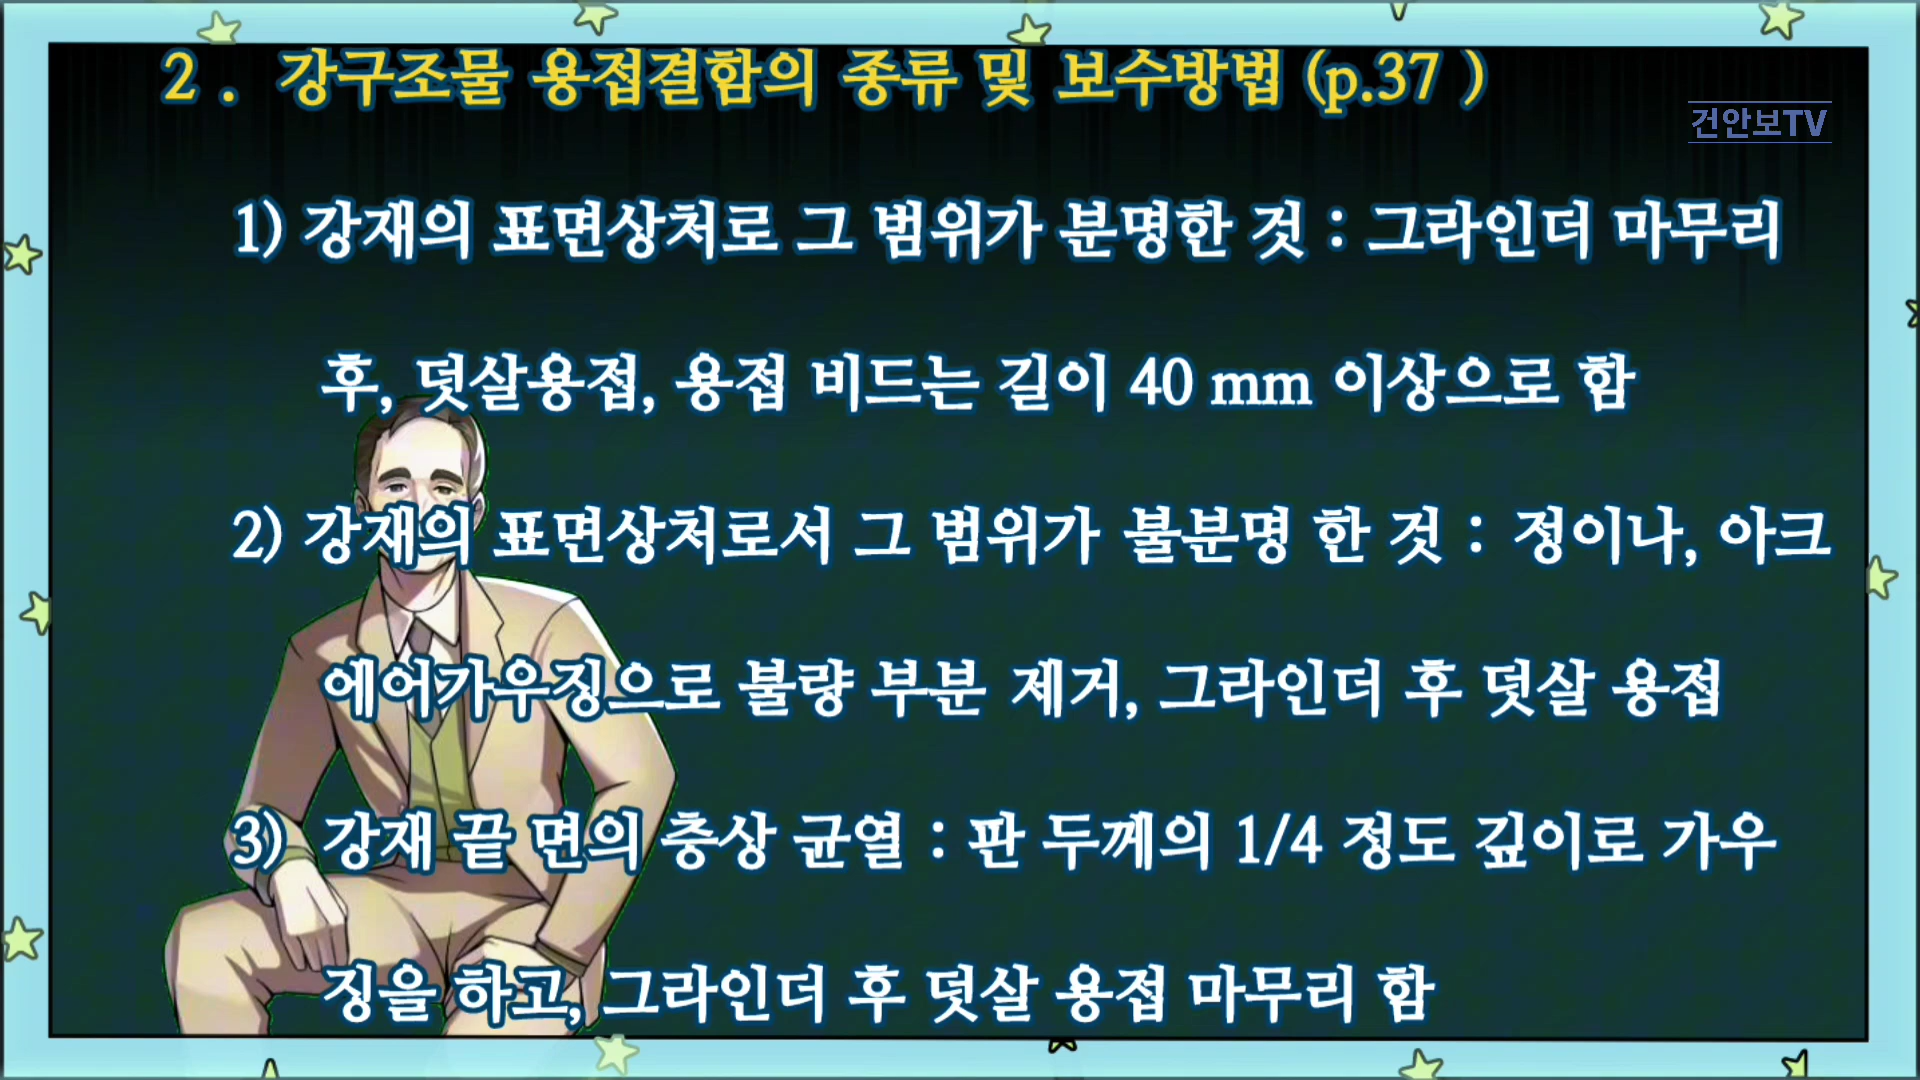 2 . 강구조물 용접결함의 종류 및 보수방법 (p.37 )
건안보TV
1) 강재의 표면상처로 그 범위가 분명한 것 : 그라인더 마무리
후, 덧살용접, 용접 비드는 길이 40 mm 이상으로 함
2) 강재의 표면상처로서 그 범위가 불분명 한 것 : 정이나, 아크
에어가우징으로 불량 부분 제거, 그라인더 후 덧살 용접
3) 강재 끝 면의 층상 균열 : 판 두께의 1/4 정도 깊이로 가우
징을 하고, 그라인더 후 덧살 용접 마무리 함